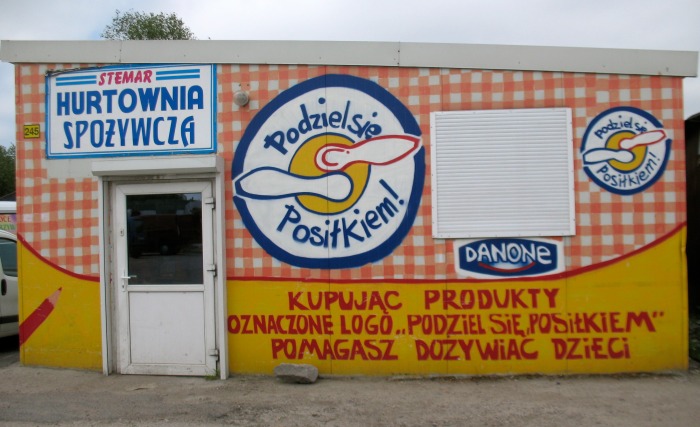 STEMAR
HURTOWNIA
SPOŻYWCZA
245
Podziel się
Posiłkiem!
Podziel się
Posiłkiem!
DANONE
KUPUJĄC PRODUKTY
OZNACZONE LOGO „PODZIEL SIĘ POSIŁKIEM”
POMAGASZ DOŻYWIAĆ DZIECI